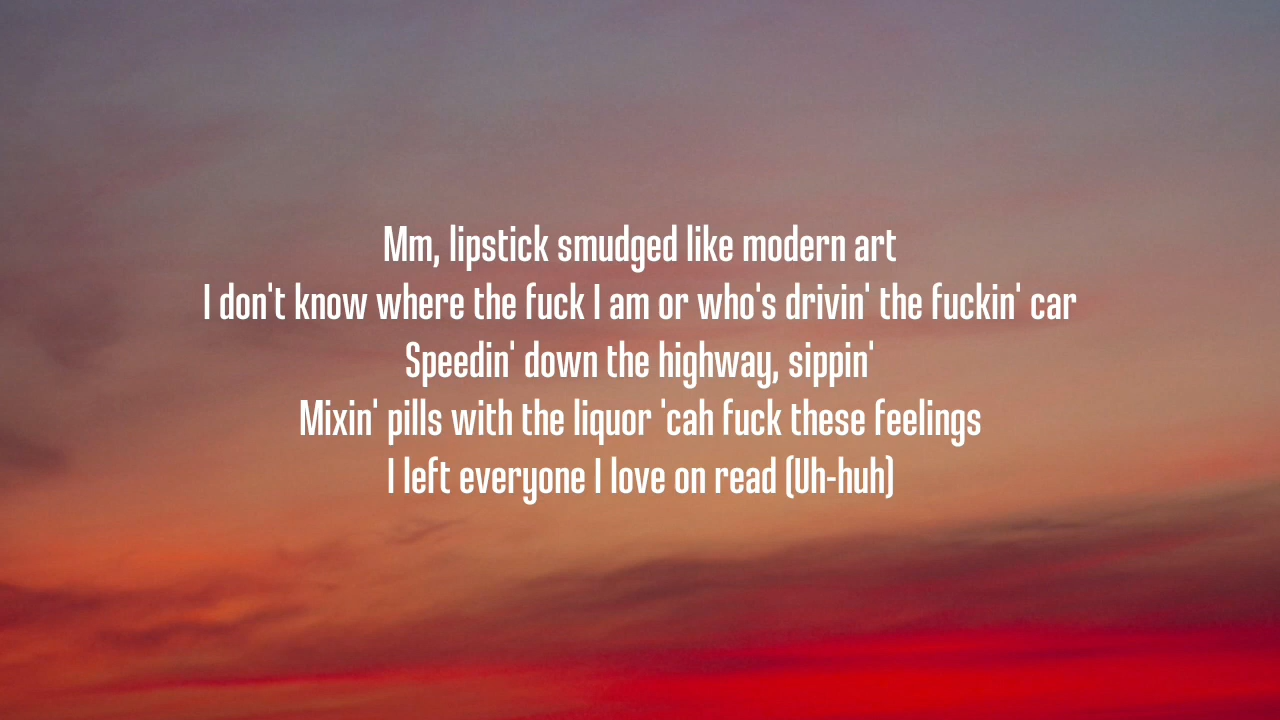 Mm, lipstick smudged like modern art
I don't know where the fuck I am or who's drivin' the fuckin' car
Speedin' down the highway, sippin'
Mixin' pills with the liquor 'cah fuck these feelings
I left everyone I love on read (Uh-huh)